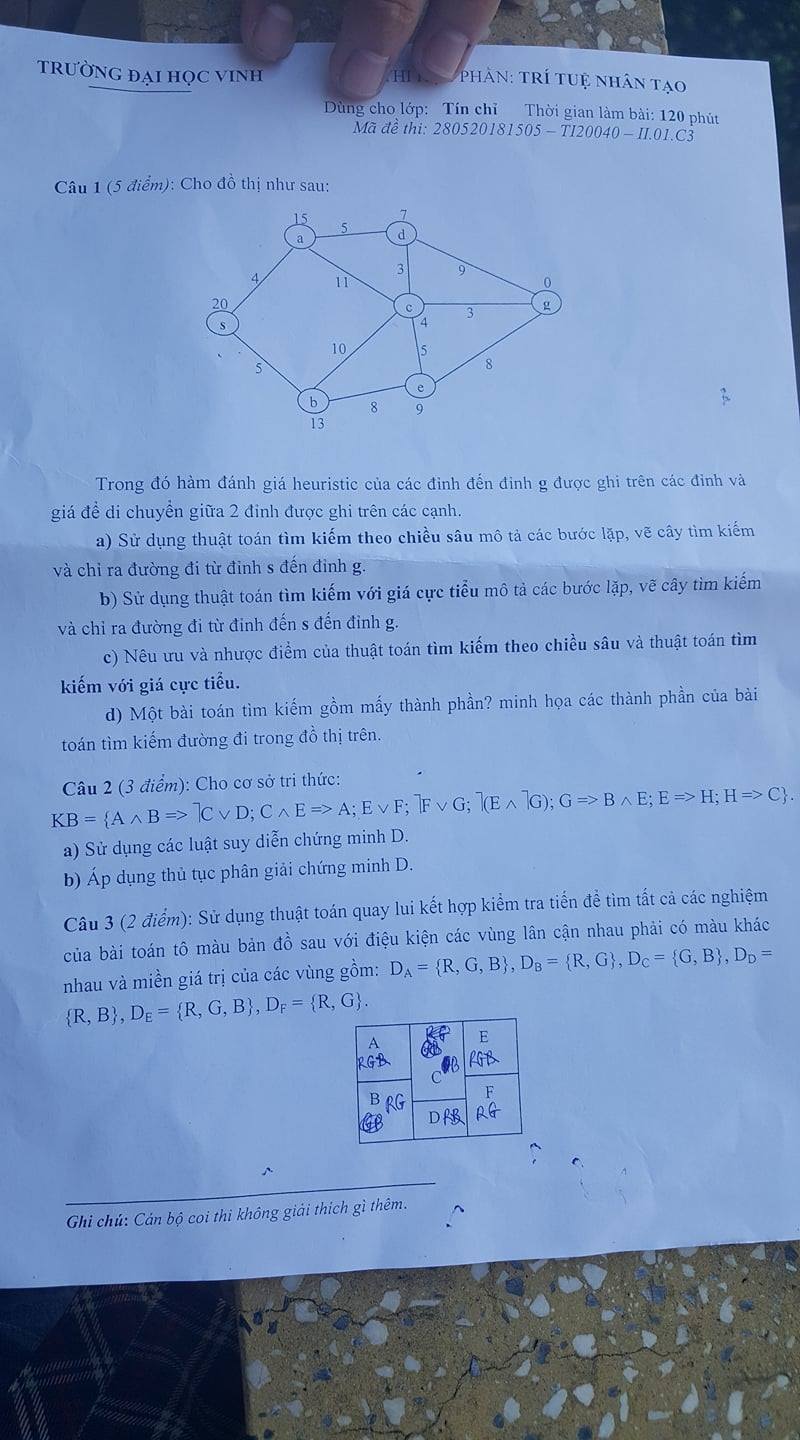 TRƯỜNG ĐẠI HỌC VINH
PHẦN: TRÍ TUỆ NHÂN TẠO
Dùng cho lớp: Tín chỉ Thời gian làm bài: 120 phút
Mã đề thi: 280520181505 – TI20040 – II.01.C3
Câu 1 (5 điểm): Cho đồ thị như sau:
15 5 7
a d
4 11 3 9 0
20 c 3 g
s 4
5 10 5 8
b 8 e
13 9
Trong đó hàm đánh giá heuristic của các đỉnh đến đỉnh g được ghi trên các đỉnh và
giá để di chuyển giữa 2 đỉnh được ghi trên các cạnh.
a) Sử dụng thuật toán tìm kiếm theo chiều sâu mô tả các bước lặp, vẽ cây tìm kiếm
và chỉ ra đường đi từ đỉnh s đến đỉnh g.
b) Sử dụng thuật toán tìm kiếm với giá cực tiểu mô tả các bước lặp, vẽ cây tìm kiếm
và chỉ ra đường đi từ đỉnh đến s đến đỉnh g.
c) Nêu ưu và nhược điểm của thuật toán tìm kiếm theo chiều sâu và thuật toán tìm
kiếm với giá cực tiểu.
d) Một bài toán tìm kiếm gồm mấy thành phần? minh họa các thành phần của bài
toán tìm kiếm đường đi trong đồ thị trên.
Câu 2 (3 điểm): Cho cơ sở tri thức:
KB = {A ∧ B => ⌉C ∨ D; C ∧ E => A; E ∨ F; ⌉F ∨ G; ⌉(E ∧ ⌉G); G => B ∧ E; E => H; H => C}.
a) Sử dụng các luật suy diễn chứng minh D.
b) Áp dụng thủ tục phân giải chứng minh D.
Câu 3 (2 điểm): Sử dụng thuật toán quay lui kết hợp kiểm tra tiến để tìm tất cả các nghiệm
của bài toán tô màu bản đồ sau với điệu kiện các vùng lân cận nhau phải có màu khác
nhau và miền giá trị của các vùng gồm: D_A = {R, G, B}, D_B = {R, G}, D_C = {G, B}, D_D =
{R, B}, D_E = {R, G, B}, D_F = {R, G}.
A E
RGB C RGB
B RG F
D RB RG
Ghi chú: Cán bộ coi thi không giải thích gì thêm.